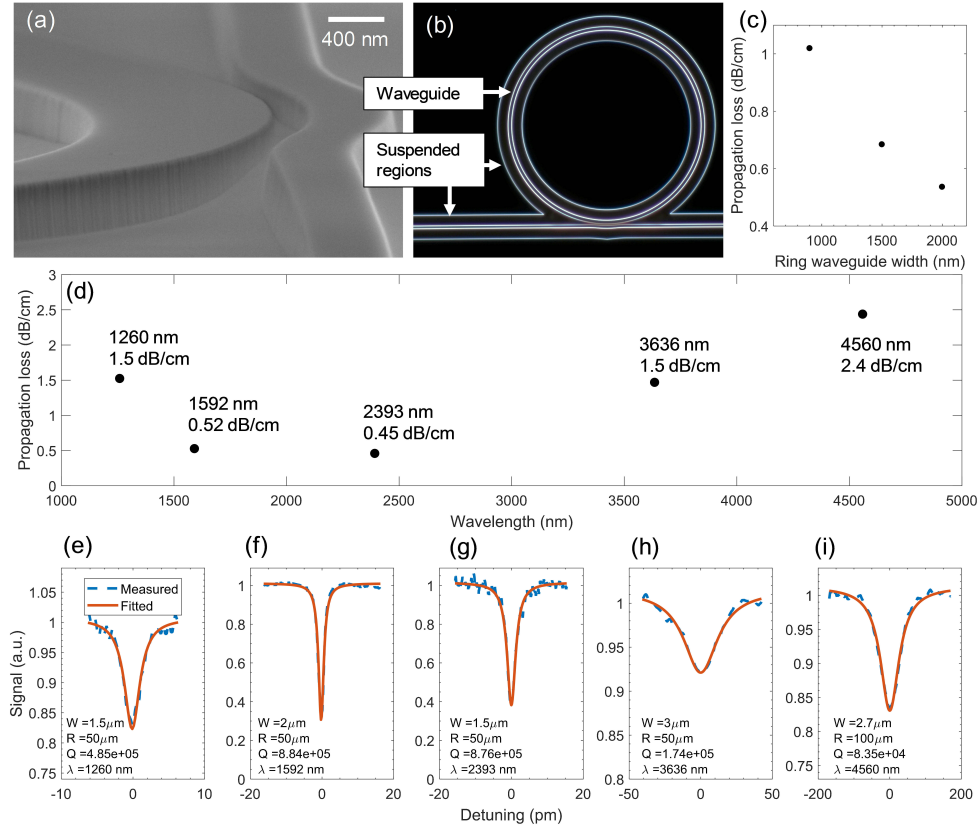 (a)
400 nm
(b)
Waveguide
Suspended
regions
(c)
Propagation loss (dB/cm)
1
0.8
0.6
0.4
1000 1500 2000
Ring waveguide width (nm)
(d)
Propagation loss (dB/cm)
3
2.5
2
1.5
1
0.5
0
1260 nm
1.5 dB/cm
1592 nm
0.52 dB/cm
2393 nm
0.45 dB/cm
3636 nm
1.5 dB/cm
4560 nm
2.4 dB/cm
1000 1500 2000 2500 3000 3500 4000 4500 5000
Wavelength (nm)
(e)
Signal (a.u.)
1.05
1
0.95
0.9
0.85
0.8
0.75
Measured
Fitted
W =1.5μm
R =50μm
Q =4.85e+05
λ =1260 nm
-10 0 10
(f)
1
0.8
0.6
0.4
0.2
0
W =2μm
R =50μm
Q =8.84e+05
λ =1592 nm
-20 0 20
(g)
1
0.8
0.6
0.4
0.2
0
W =1.5μm
R =50μm
Q =8.76e+05
λ =2393 nm
-20 0 20
(h)
1
0.95
0.9
0.85
0.8
W =3μm
R =50μm
Q =1.74e+05
λ =3636 nm
-50 0 50
(i)
1
0.95
0.9
0.85
0.8
0.75
W =2.7μm
R =100μm
Q =8.35e+04
λ =4560 nm
-200 0 200
Detuning (pm)